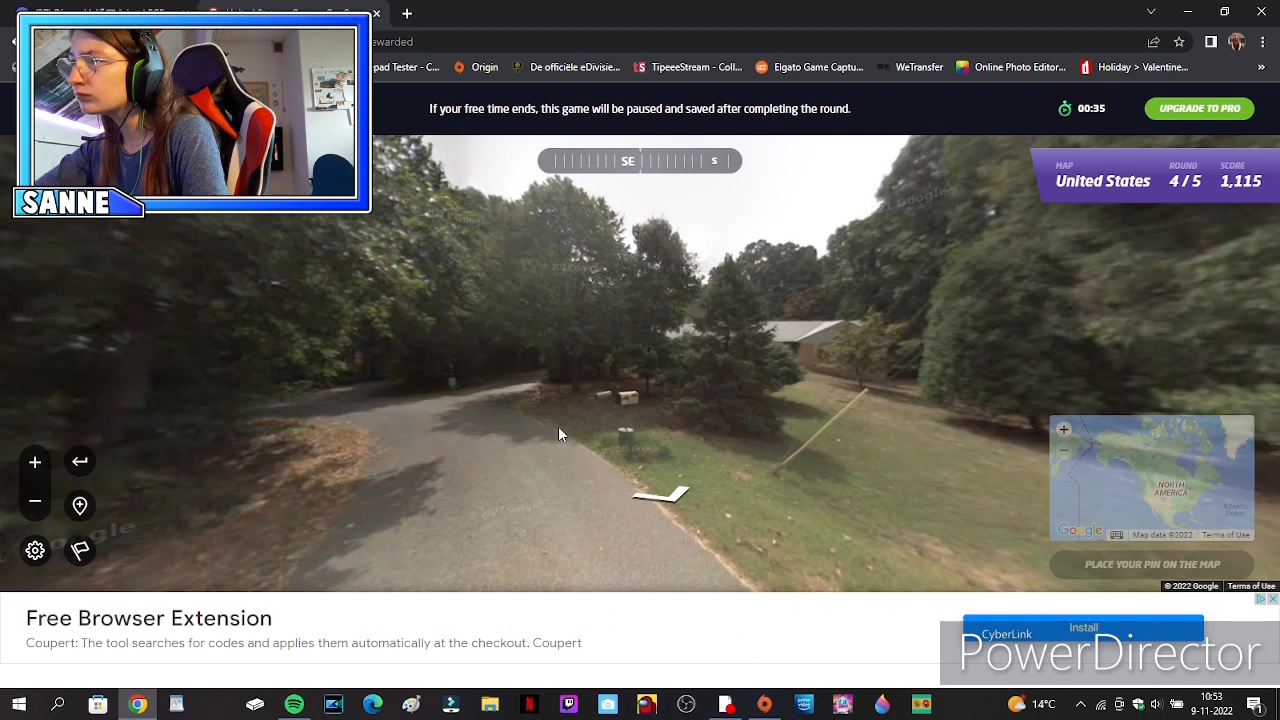 ewarded
pad Tester - C...
Origin
De officiële eDivisie...
TipeeeStream - Coll...
Elgato Game Captu...
WeTransfer
Online Photo Editor...
Holiday > Valentine...
»
If your free time ends, this game will be paused and saved after completing the round.
00:35
UPGRADE TO PRO
SE
S
MAP
United States
ROUND
4 / 5
SCORE
1,115
SANNE
© 2021 Google
NORTH
AMERICA
Atlantic
Ocean
Google
Map data ©2022
Terms of Use
PLACE YOUR PIN ON THE MAP
© 2022 Google
Terms of Use
Free Browser Extension
Coupert: The tool searches for codes and applies them automatically at the checkout. Coupert
Install
CyberLink
PowerDirector
14°C
10:53
9-11-2022